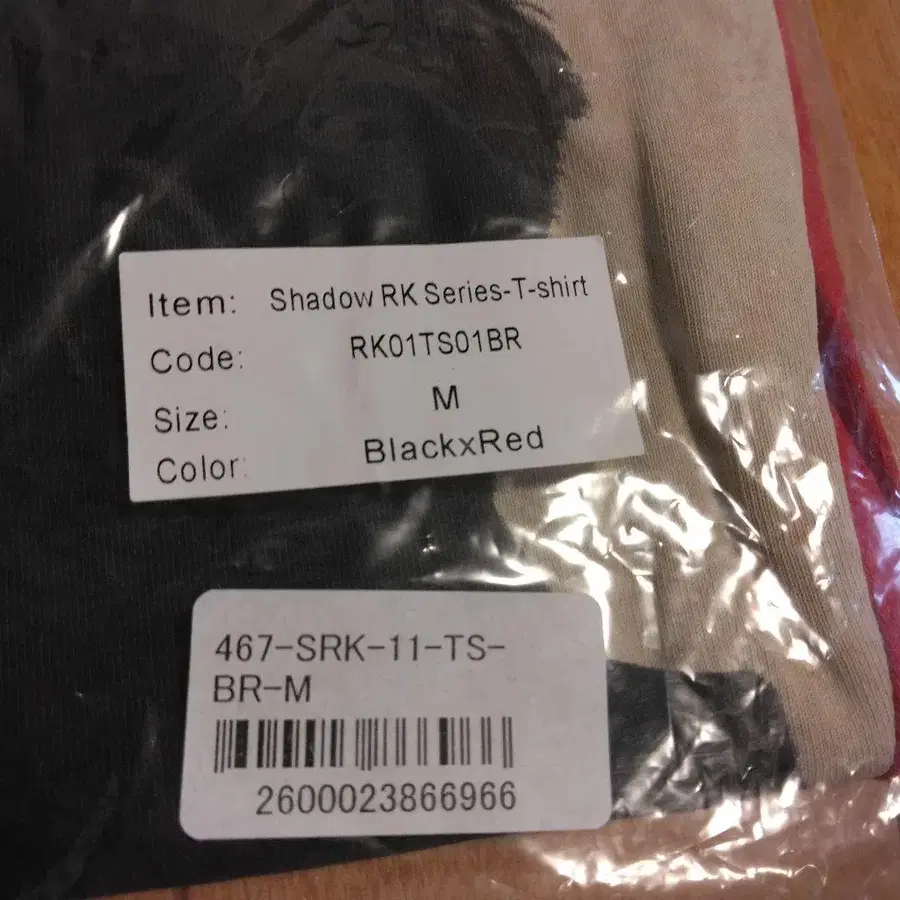 Item: Shadow RK Series-T-shirt
Code: RK01TS01BR
Size: M
Color: BlackxRed
467-SRK-11-TS-
BR-M
2600023866966